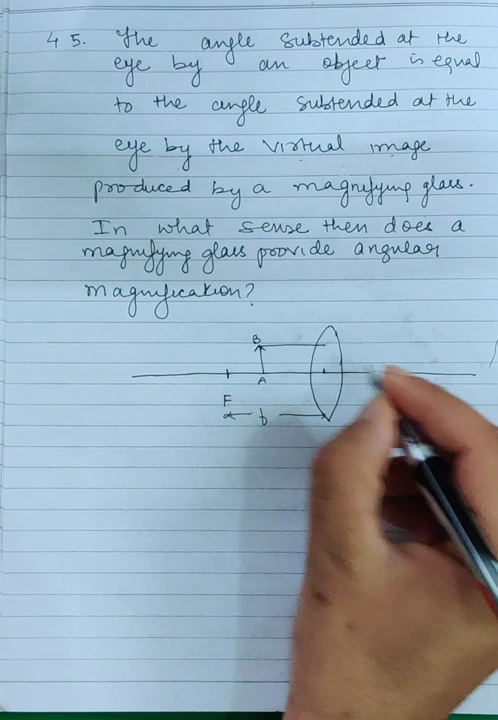 45. The angle subtended at the
eye by an object is equal
to the angle subtended at the
eye by the virtual image
produced by a magnifying glass.
In what sense then does a
magnifying glass provide angular
magnification?
B
A
F
f